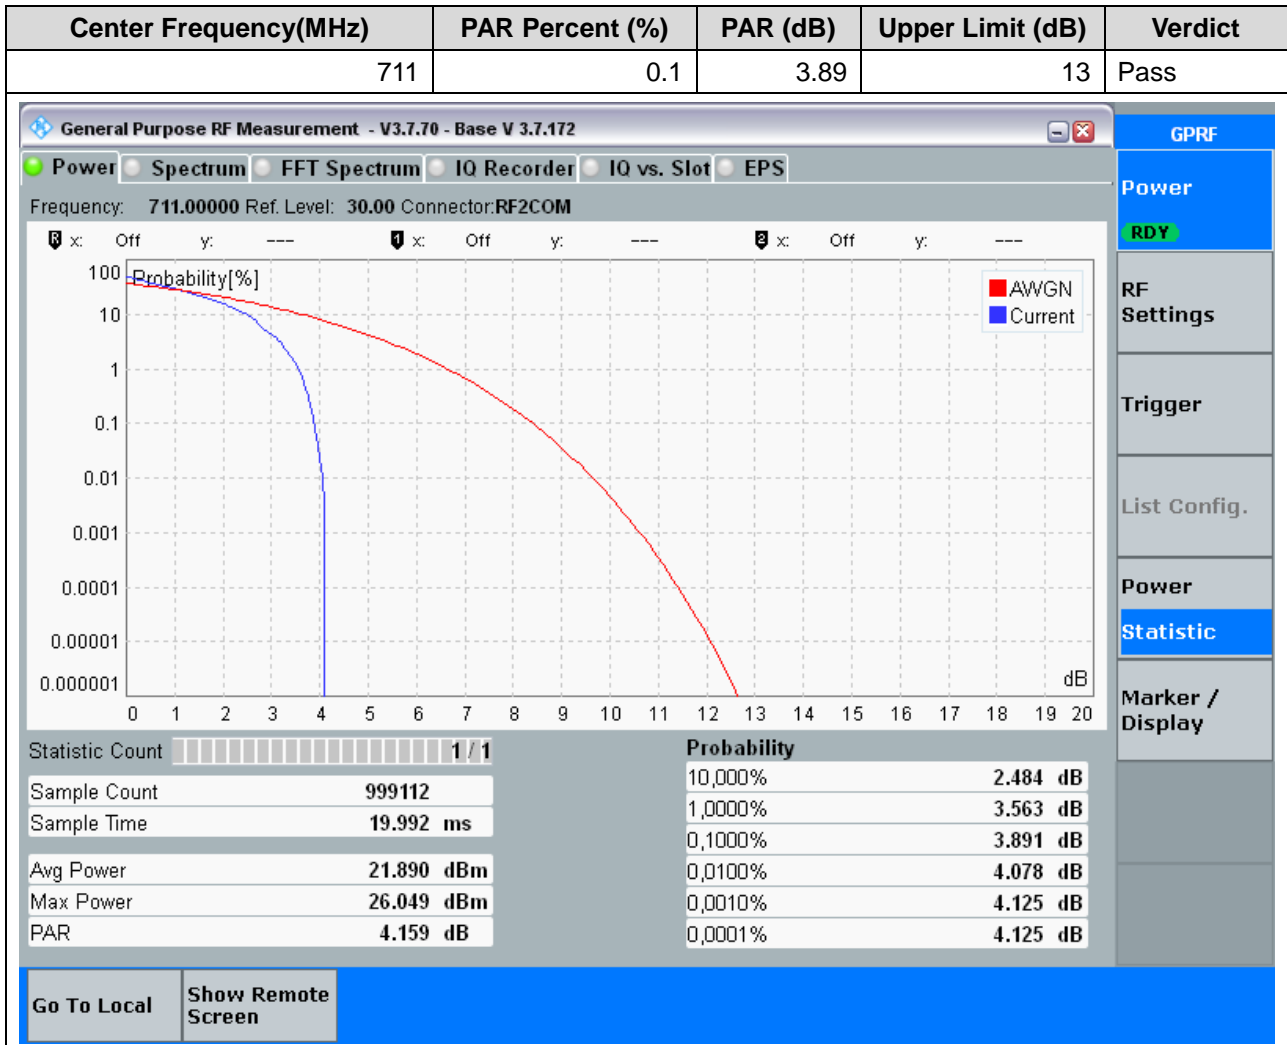 Center Frequency(MHz) PAR Percent (%) PAR (dB) Upper Limit (dB) Verdict
711 0.1 3.89 13 Pass
General Purpose RF Measurement - V3.7.70 - Base V 3.7.172
GPRF
Power Spectrum FFT Spectrum IQ Recorder IQ vs. Slot EPS
Power
RDY
Frequency: 711.00000 Ref. Level: 30.00 Connector:RF2COM
R x: Off y: --- 1 x: Off y: --- 2 x: Off y: ---
Probability[%]
AWGN
Current
100
10
1
0.1
0.01
0.001
0.0001
0.00001
0.000001
dB
0 1 2 3 4 5 6 7 8 9 10 11 12 13 14 15 16 17 18 19 20
RF
Settings
Trigger
List Config.
Power
Statistic
Marker /
Display
Statistic Count 1 / 1
Sample Count 999112
Sample Time 19.992 ms
Avg Power 21.890 dBm
Max Power 26.049 dBm
PAR 4.159 dB
Probability
10,000% 2.484 dB
1,0000% 3.563 dB
0,1000% 3.891 dB
0,0100% 4.078 dB
0,0010% 4.125 dB
0,0001% 4.125 dB
Go To Local
Show Remote
Screen